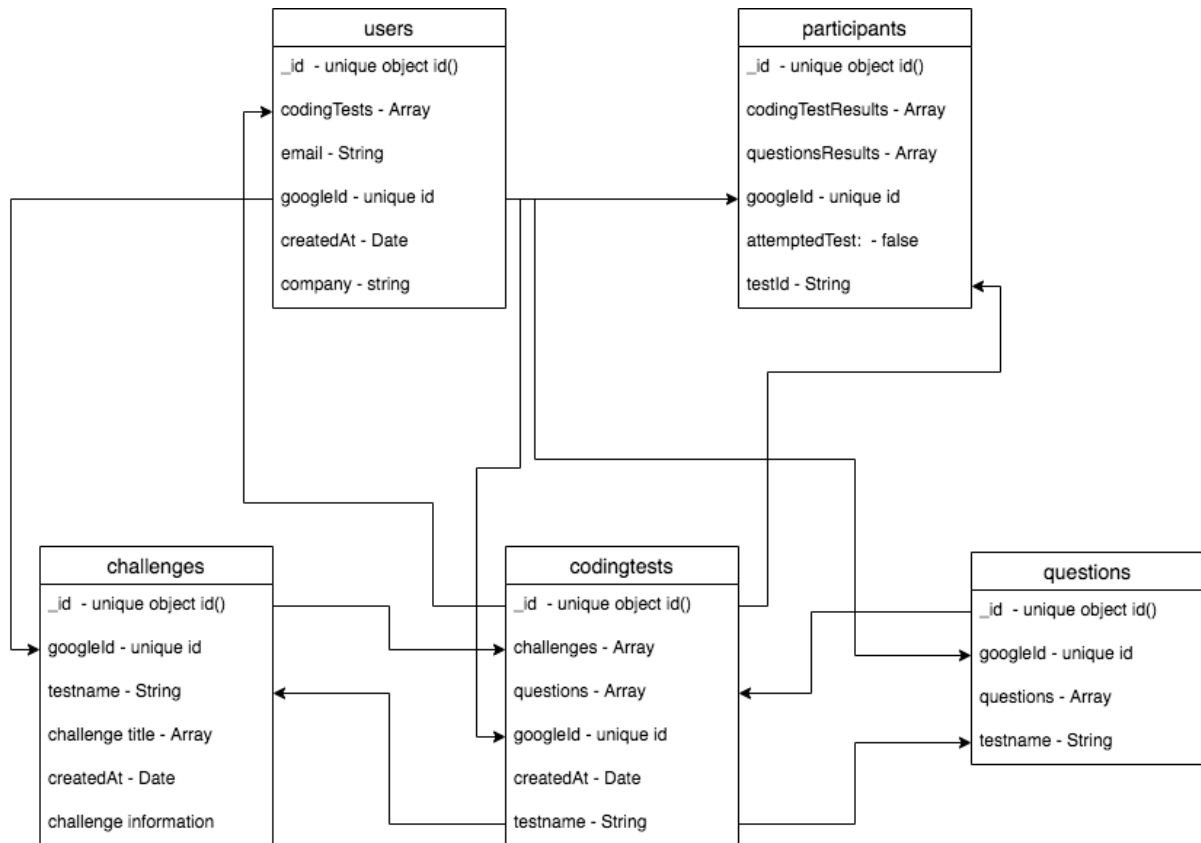 users
_id - unique object id()
codingTests - Array
email - String
googleId - unique id
createdAt - Date
company - string
participants
_id - unique object id()
codingTestResults - Array
questionsResults - Array
googleId - unique id
attemptedTest: - false
testId - String
challenges
_id - unique object id()
googleId - unique id
testname - String
challenge title - Array
createdAt - Date
challenge information
codingtests
_id - unique object id()
challenges - Array
questions - Array
googleId - unique id
createdAt - Date
testname - String
questions
_id - unique object id()
googleId - unique id
questions - Array
testname - String